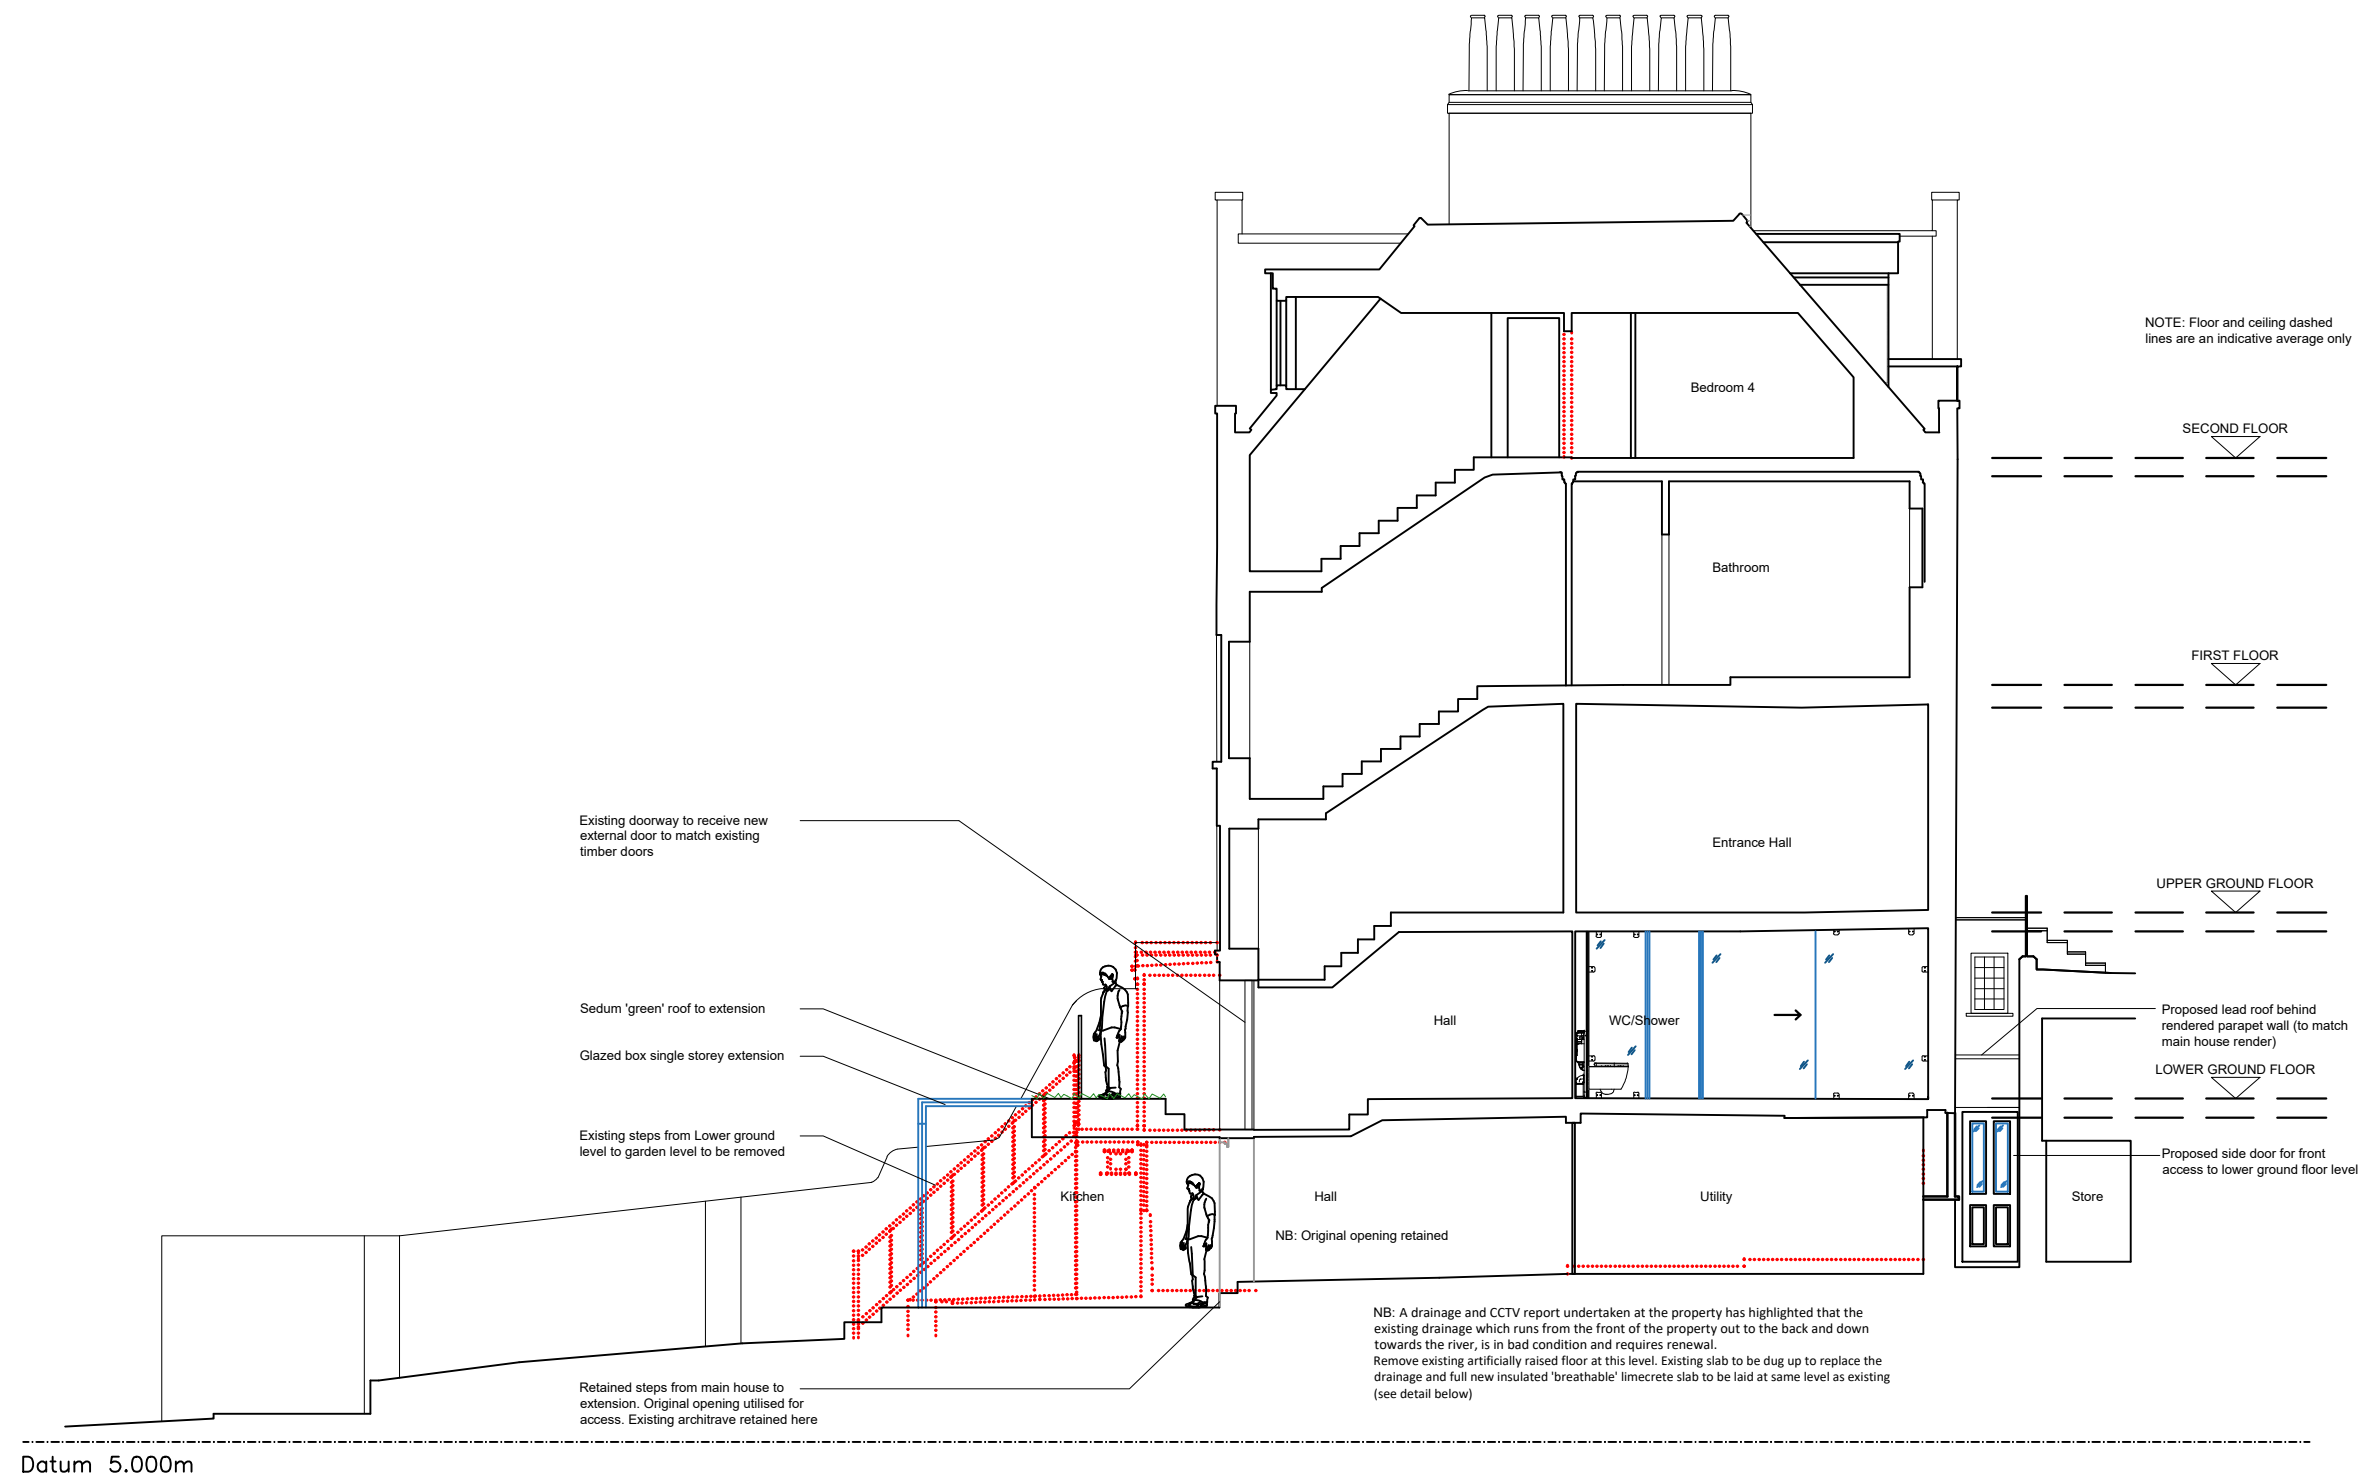 NOTE: Floor and ceiling dashed
lines are an indicative average only
Bedroom 4
SECOND FLOOR
Bathroom
FIRST FLOOR
Existing doorway to receive new
external door to match existing
timber doors
Entrance Hall
UPPER GROUND FLOOR
Sedum 'green' roof to extension
Hall
WC/Shower
Proposed lead roof behind
rendered parapet wall (to match
main house render)
Glazed box single storey extension
LOWER GROUND FLOOR
Existing steps from Lower ground
level to garden level to be removed
Proposed side door for front
access to lower ground floor level
Kitchen
Hall
Utility
Store
NB: Original opening retained
NB: A drainage and CCTV report undertaken at the property has highlighted that the
existing drainage which runs from the front of the property out to the back and down
towards the river, is in bad condition and requires renewal.
Remove existing artificially raised floor at this level. Existing slab to be dug up to replace the
drainage and full new insulated 'breathable' limecrete slab to be laid at same level as existing
(see detail below)
Retained steps from main house to
extension. Original opening utilised for
access. Existing architrave retained here
Datum 5.000m